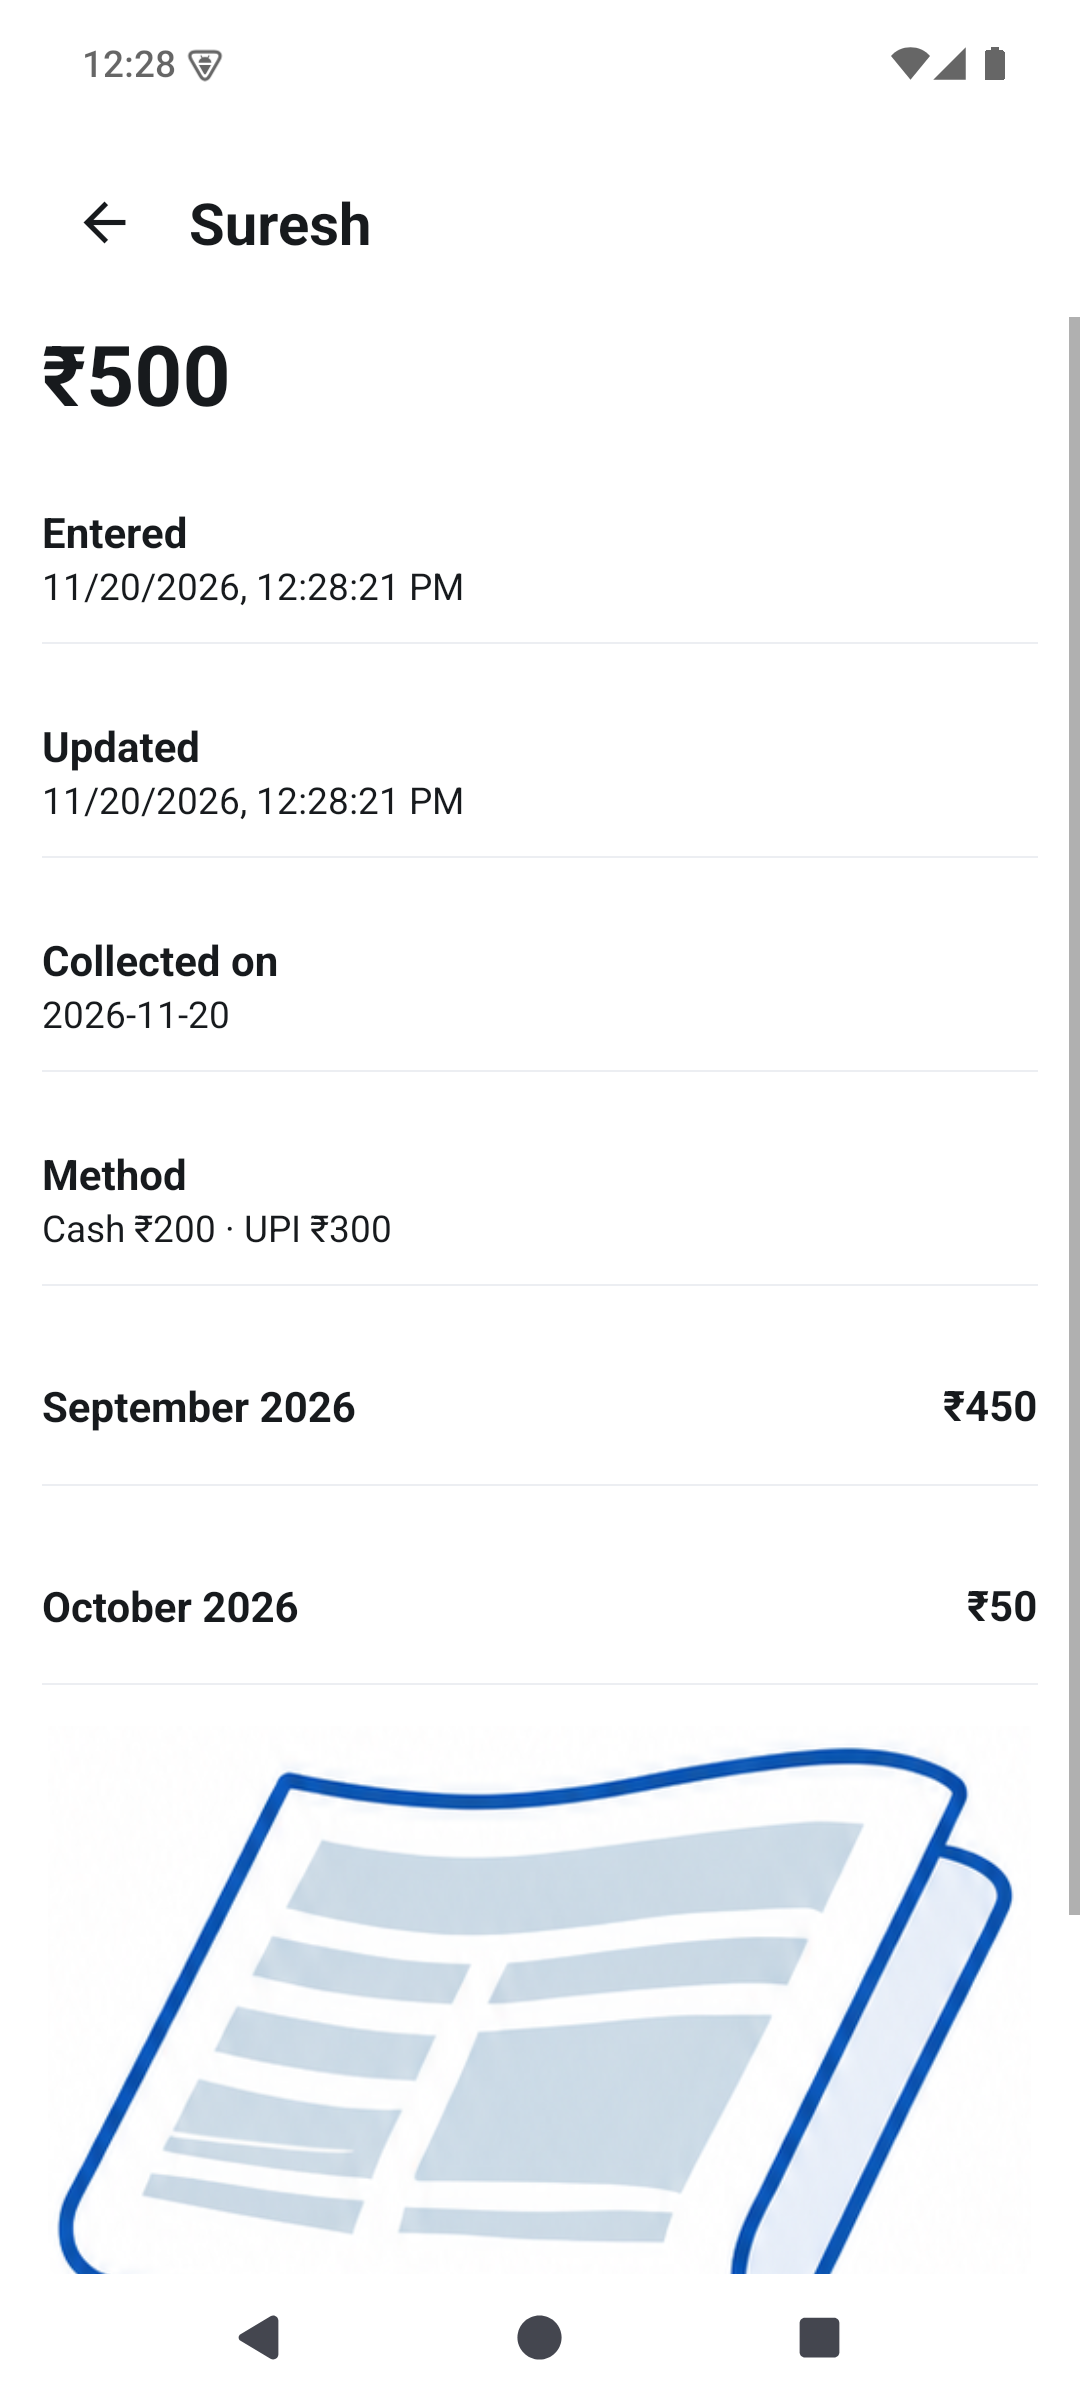 12:28
Suresh
₹500
Entered
11/20/2026, 12:28:21 PM
Updated
11/20/2026, 12:28:21 PM
Collected on
2026-11-20
Method
Cash ₹200 · UPI ₹300
September 2026 ₹450
October 2026 ₹50